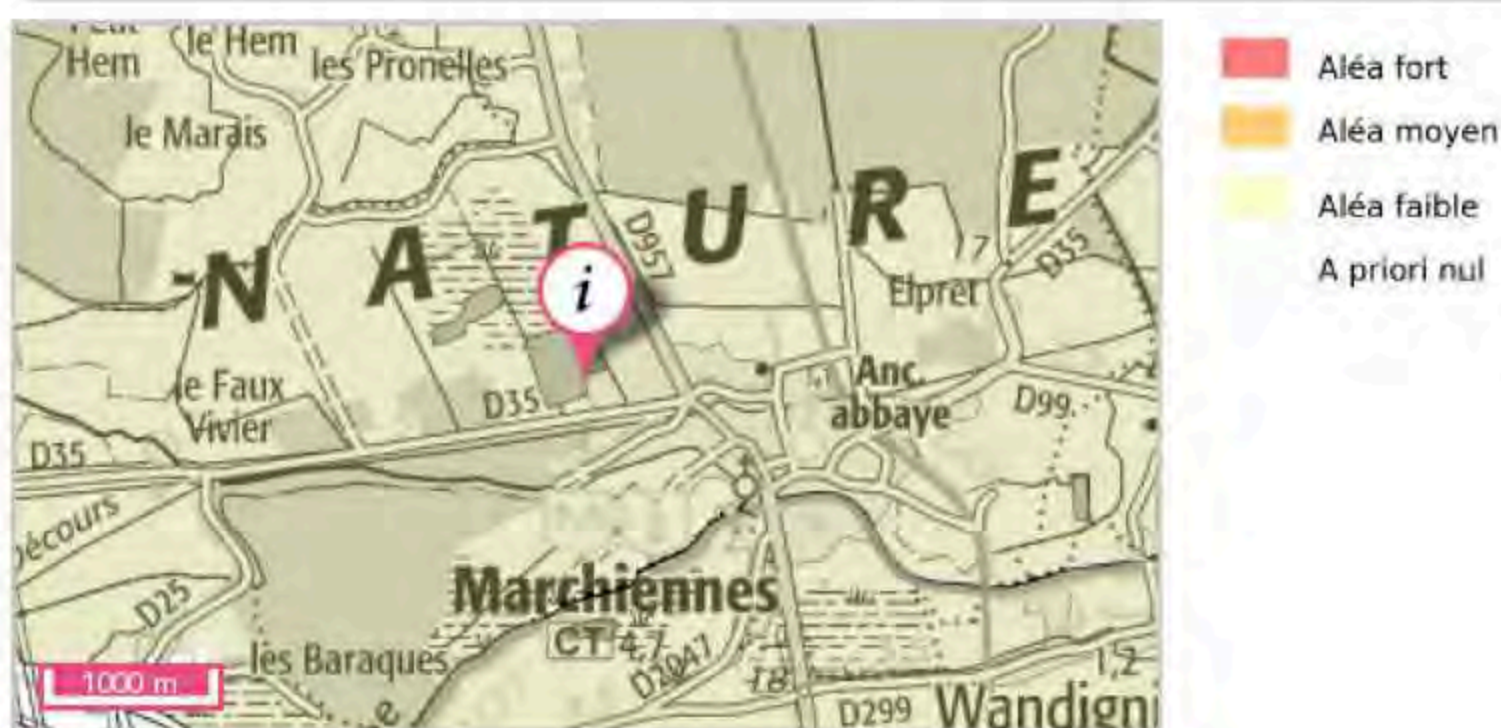 Hem
le Hem
les Pronelles
le Marais
-NATURE
D957
7
D35
Elpret
i
le Faux
Vivier
D35
Anc.
abbaye
D99
D35
D25
Marchiennes
CT 4,7
les Baraques
D2047
18
1,2
D299
Wandigni
1000 m
Aléa fort
Aléa moyen
Aléa faible
A priori nul